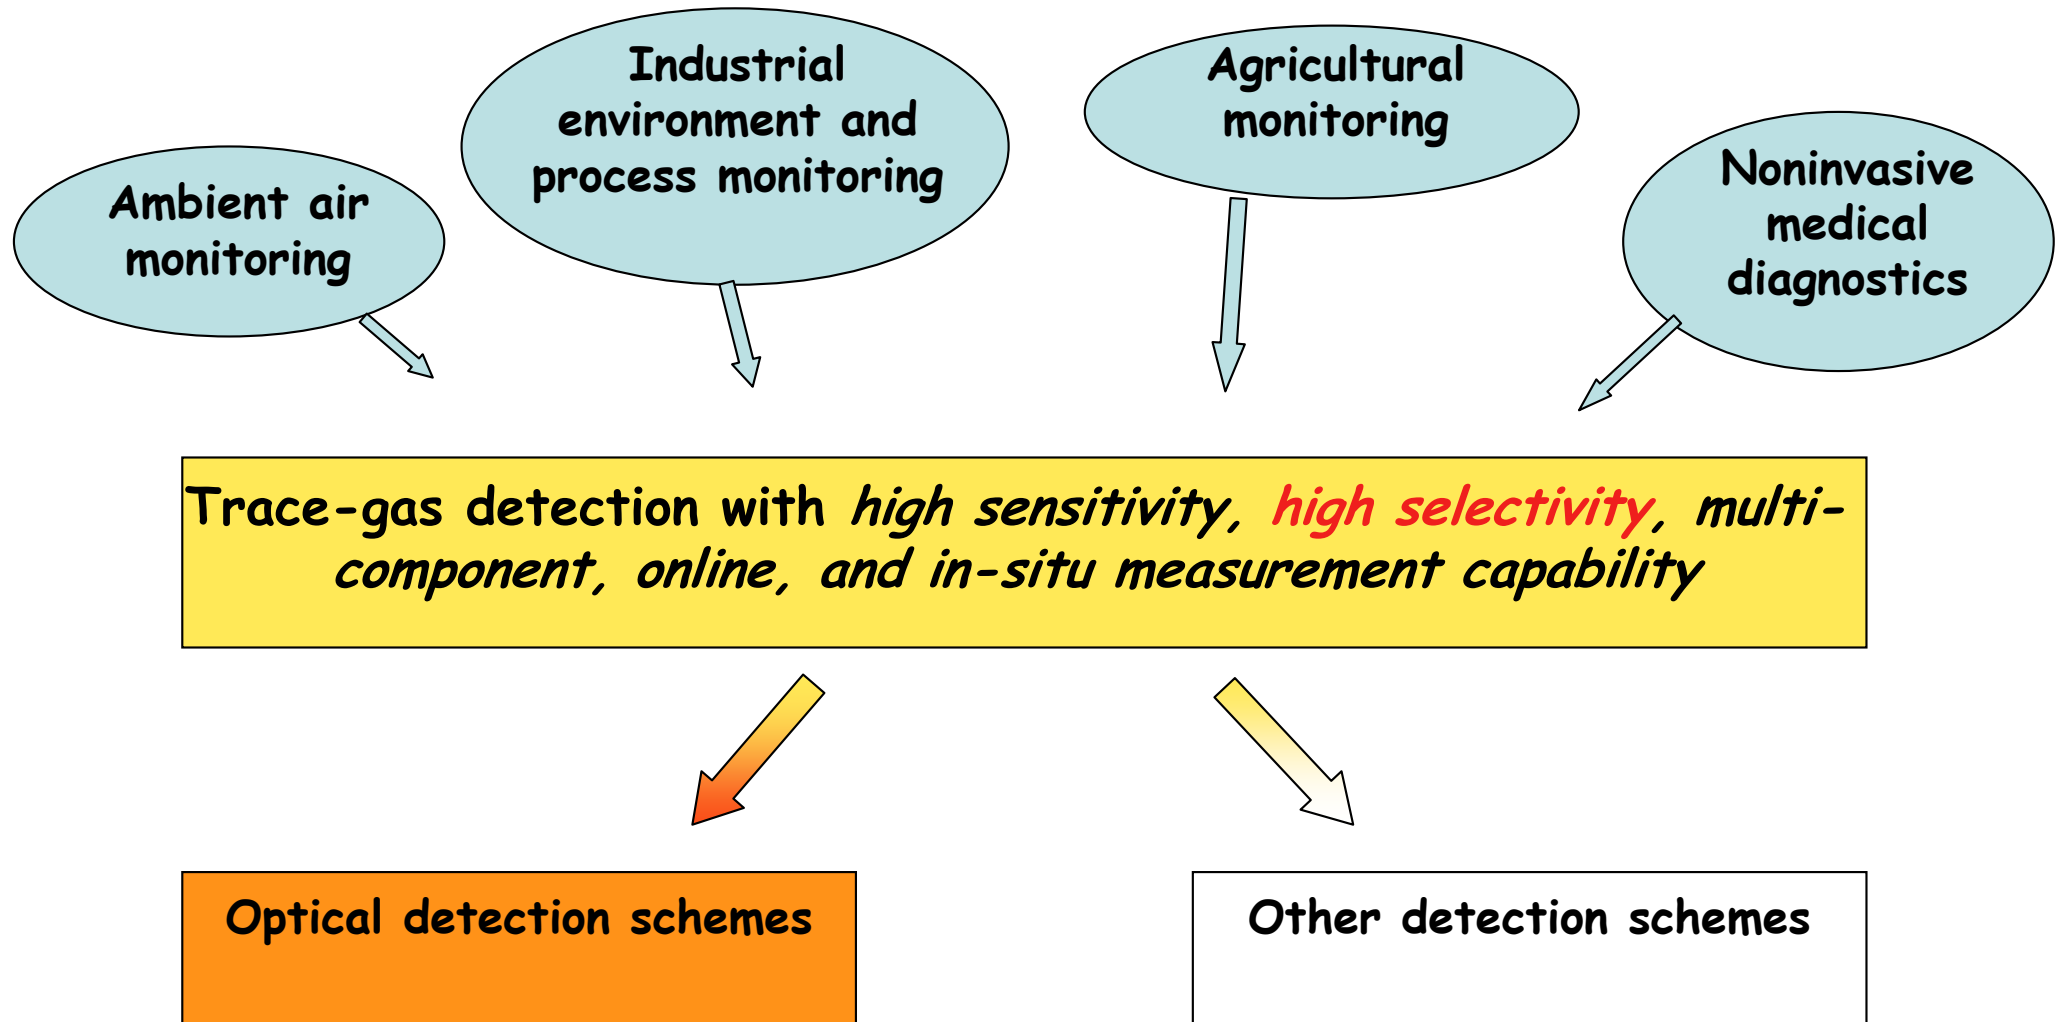 Ambient air
monitoring
Industrial
environment and
process monitoring
Agricultural
monitoring
Noninvasive
medical
diagnostics
Trace-gas detection with high sensitivity, high selectivity, multi-
component, online, and in-situ measurement capability
Optical detection schemes
Other detection schemes